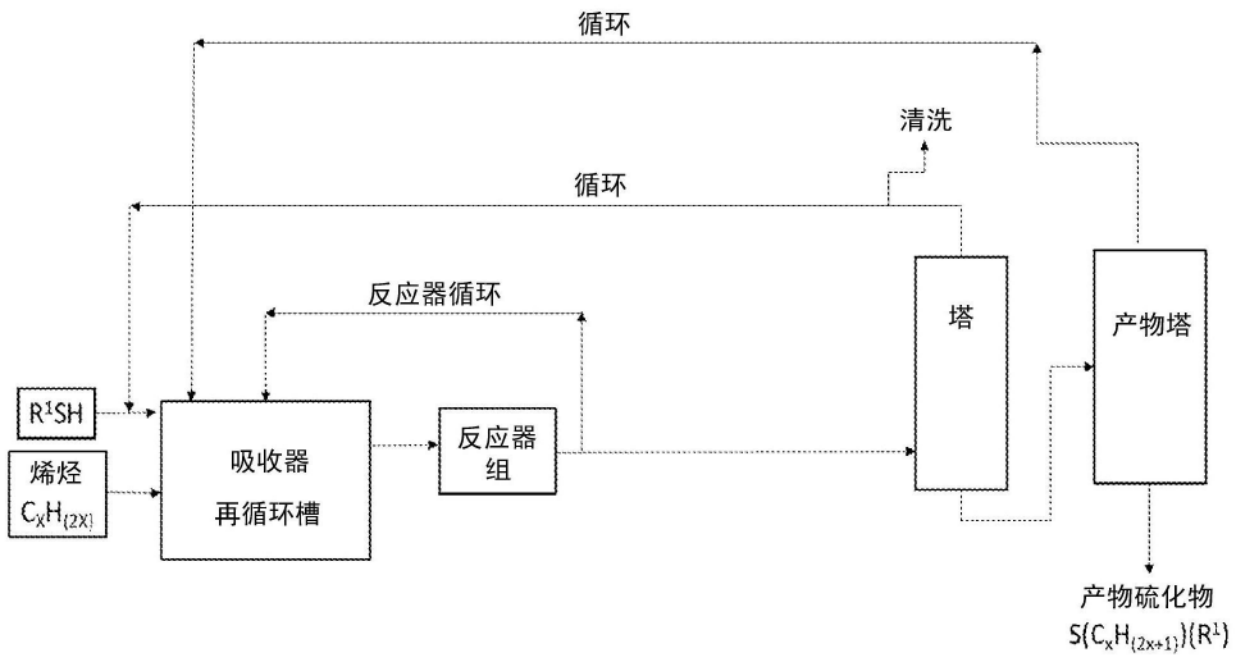 循环
清洗
循环
反应器循环
塔
产物塔
R¹SH
烯烃
CₓH₍₂ₓ₎
吸收器
再循环槽
反应器
组
产物硫化物
S(CₓH₍₂ₓ₊₁₎)(R¹)